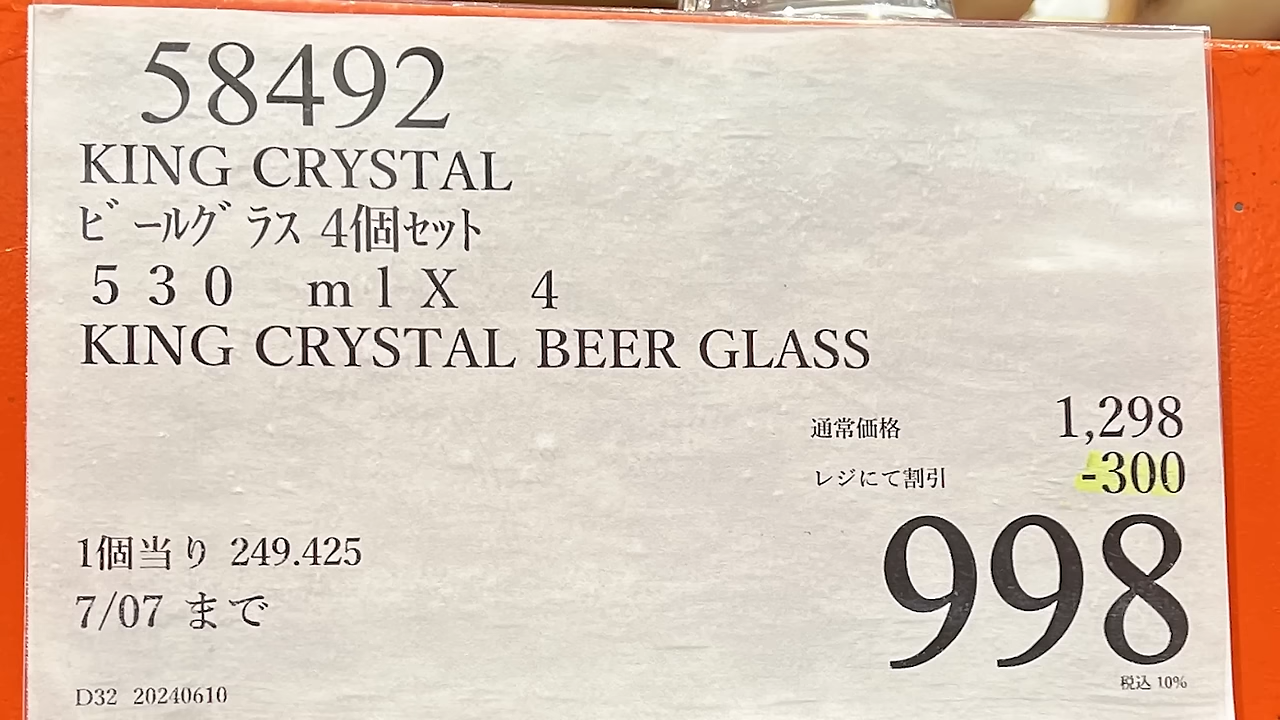 58492
KING CRYSTAL
ビールグラス 4個セット
530 ml X 4
KING CRYSTAL BEER GLASS
通常価格 1,298
レジにて割引 -300
998
税込 10%
1個当り 249.425
7/07 まで
D32 20240610